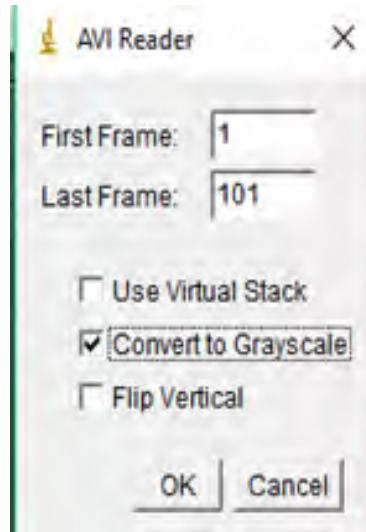 AVI Reader
First Frame: 1
Last Frame: 101
Use Virtual Stack
Convert to Grayscale
Flip Vertical
OK Cancel